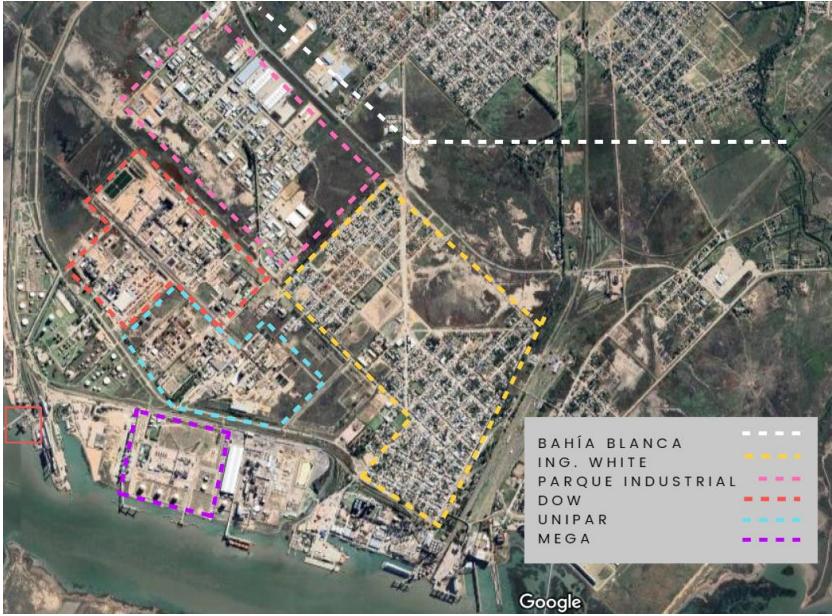 BAHÍA BLANCA
ING. WHITE
PARQUE INDUSTRIAL
DOW
UNIPAR
MEGA
Google